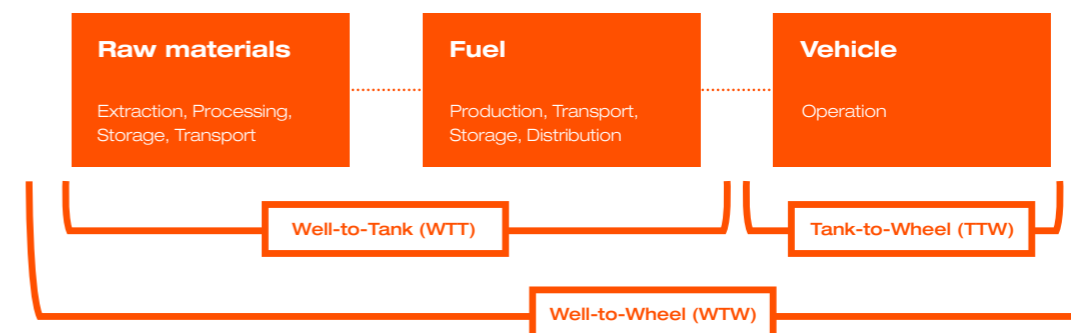 Raw materials
Extraction, Processing,
Storage, Transport
Fuel
Production, Transport,
Storage, Distribution
Vehicle
Operation
Well-to-Tank (WTT)
Tank-to-Wheel (TTW)
Well-to-Wheel (WTW)